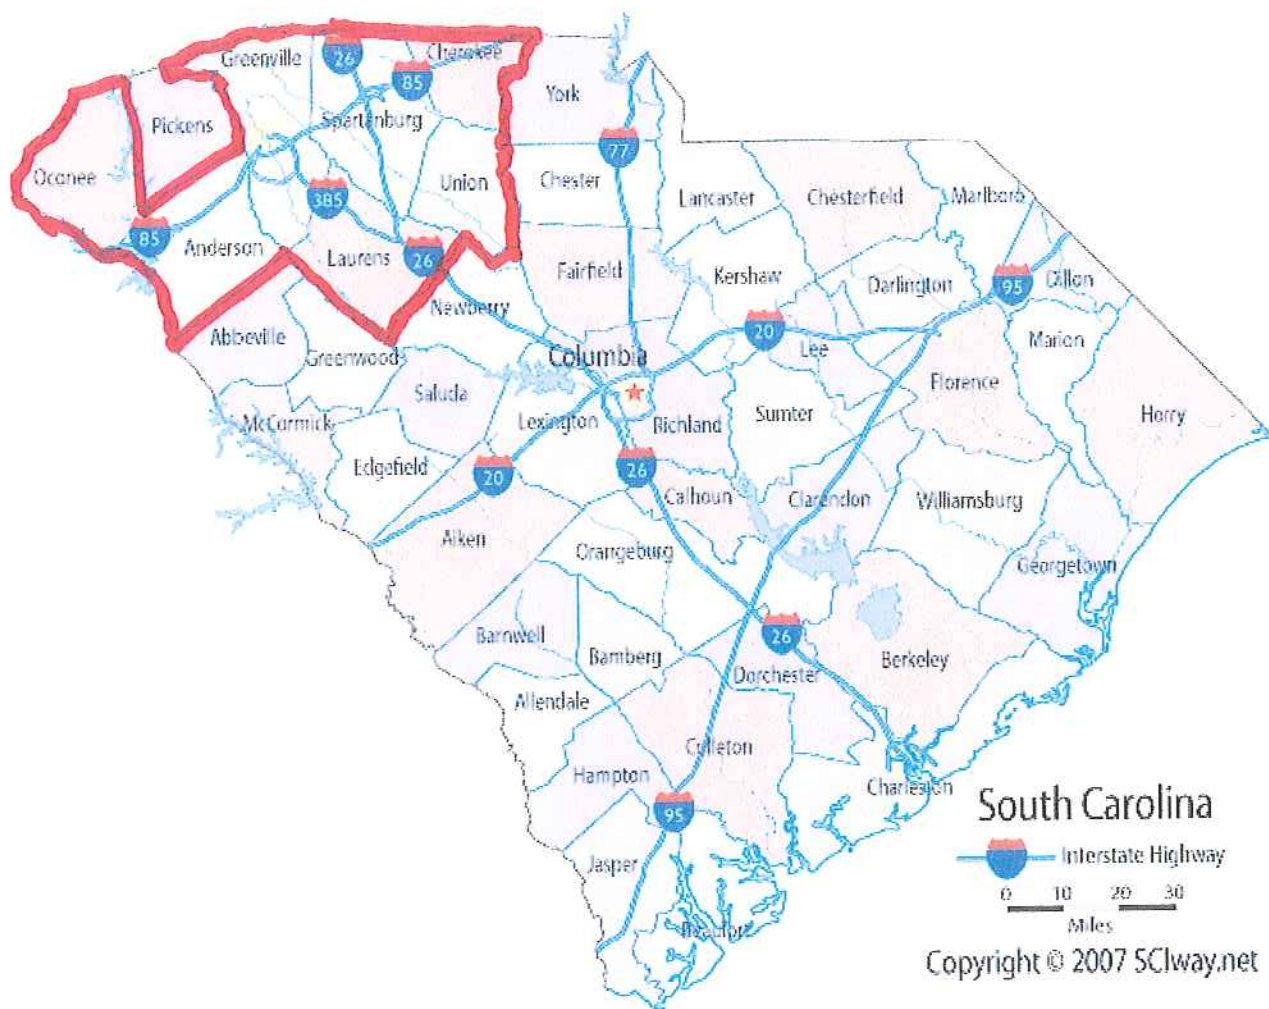 Greenville
26
Cherokee
85
Pickens
Spartanburg
York
77
Oconee
385
Union
Chester
Lancaster
Chesterfield
Marlboro
85
Anderson
Laurens
26
Newberry
Fairfield
Kershaw
Darlington
95
Dillon
Abbeville
Greenwood
Columbia
20
Lee
Marion
Saluda
Florence
McCormick
Lexington
Richland
Sumter
Horry
Edgefield
20
26
Calhoun
Clarendon
Williamsburg
Aiken
Orangeburg
Georgetown
Barnwell
Bamberg
26
Berkeley
Dorchester
Allendale
Colleton
Hampton
Charleston
95
South Carolina
Jasper
Interstate Highway
0 10 20 30
Miles
Beaufort
Copyright © 2007 SCIway.net